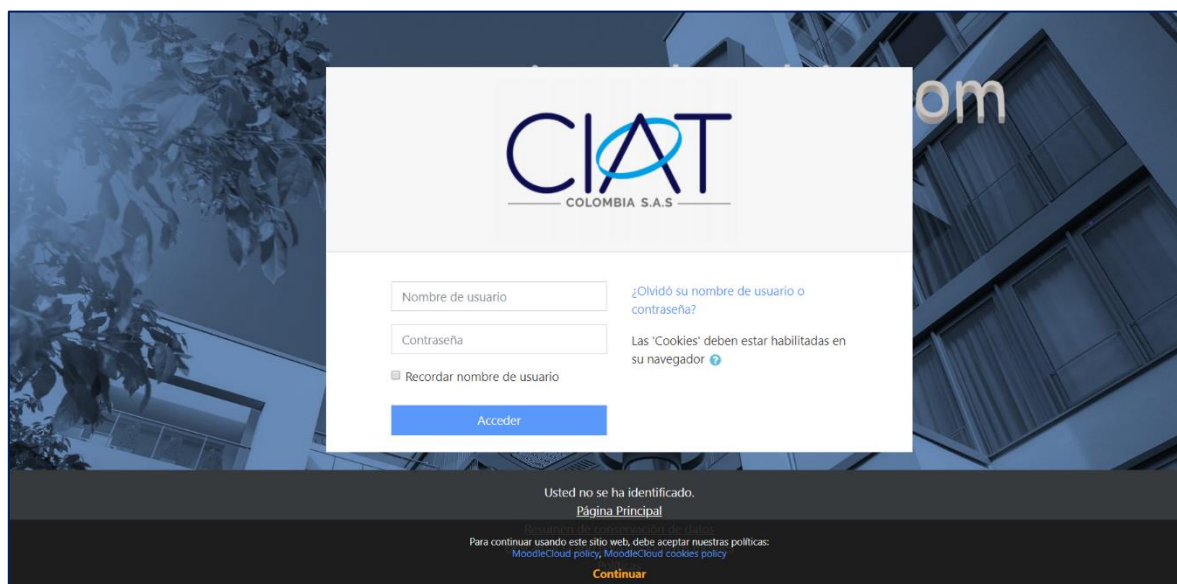 om
CIAT
COLOMBIA S.A.S
Nombre de usuario
Contraseña
Recordar nombre de usuario
Acceder
¿Olvidó su nombre de usuario o
contraseña?
Las 'Cookies' deben estar habilitadas en
su navegador
Usted no se ha identificado.
Página Principal
Resumen de conservación de datos
Para continuar usando este sitio web, debe aceptar nuestras políticas:
MoodleCloud policy, MoodleCloud cookies policy
Políticas
Continuar